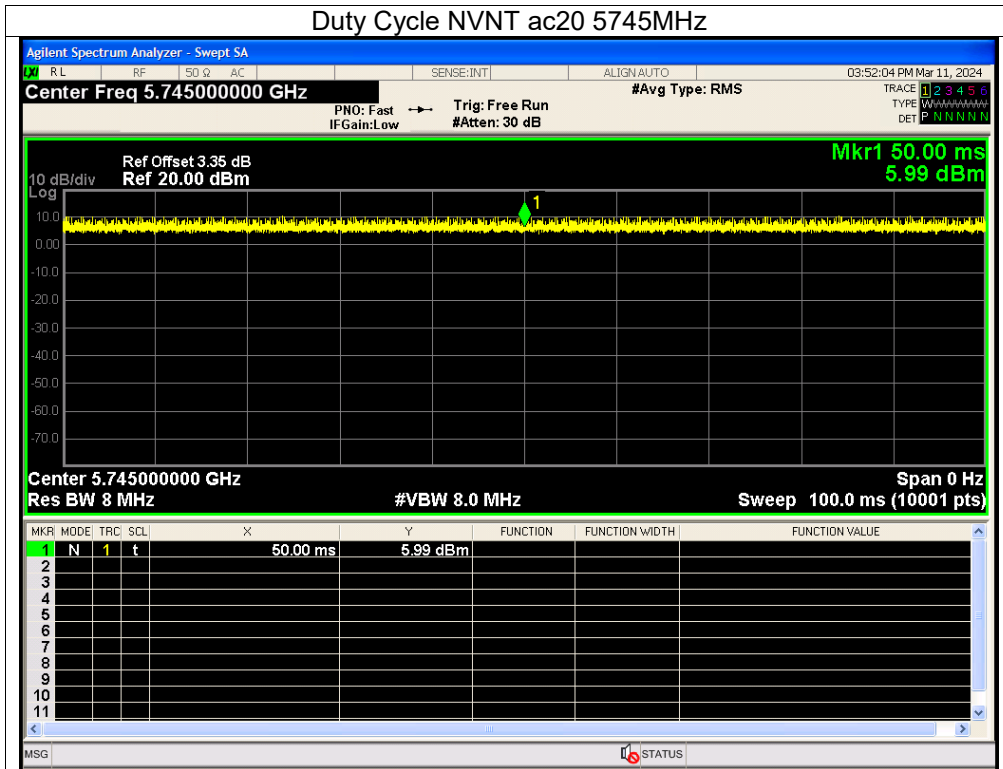 Duty Cycle NVNT ac20 5745MHz
Agilent Spectrum Analyzer - Swept SA
LXI RL RF 50 Ω AC SENSE:INT ALIGN AUTO 03:52:04 PM Mar 11, 2024
Center Freq 5.745000000 GHz #Avg Type: RMS TRACE 1 2 3 4 5 6
PNO: Fast Trig: Free Run TYPE WWWWWW
IFGain:Low #Atten: 30 dB DET P N N N N N
Mkr1 50.00 ms
5.99 dBm
Ref Offset 3.35 dB
10 dB/div Ref 20.00 dBm
Log
1
10.0
0.00
-10.0
-20.0
-30.0
-40.0
-50.0
-60.0
-70.0
Center 5.745000000 GHz Span 0 Hz
Res BW 8 MHz #VBW 8.0 MHz Sweep 100.0 ms (10001 pts)
MKR MODE TRC SCL X Y FUNCTION FUNCTION WIDTH FUNCTION VALUE
1 N 1 t 50.00 ms 5.99 dBm
2
3
4
5
6
7
8
9
10
11
MSG STATUS